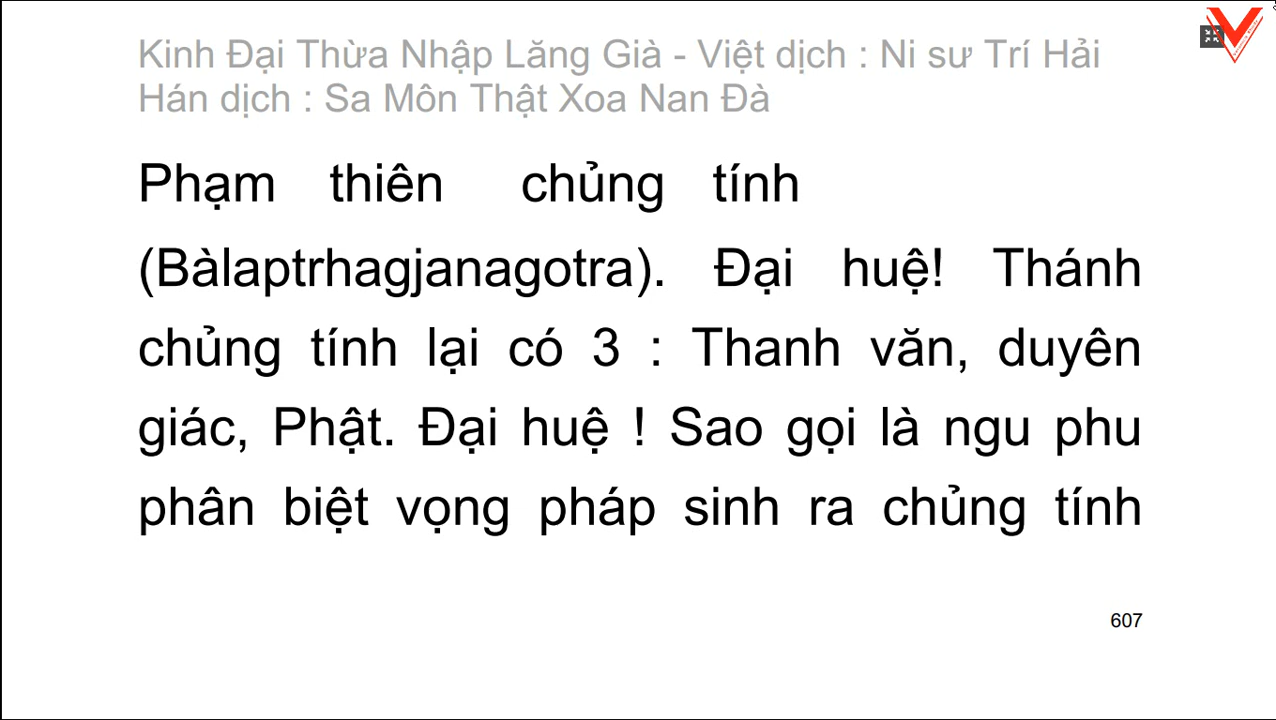 Kinh Đại Thừa Nhập Lăng Già - Việt dịch : Ni sư Trí Hải
Hán dịch : Sa Môn Thật Xoa Nan Đà
Phạm thiên chủng tính
(Bàlaptrhagjanagotra). Đại huệ! Thánh
chủng tính lại có 3 : Thanh văn, duyên
giác, Phật. Đại huệ ! Sao gọi là ngu phu
phân biệt vọng pháp sinh ra chủng tính
607